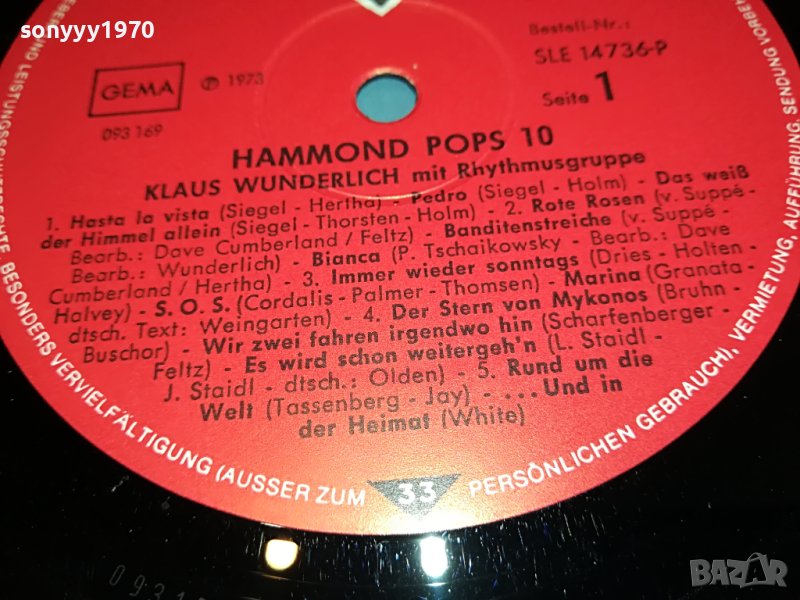 sonyyy1970
Bestell-Nr.:
SLE 14736-P
GEMA
℗ 1973
093 169
Seite 1
HAMMOND POPS 10
KLAUS WUNDERLICH mit Rhythmusgruppe
1. Hasta la vista (Siegel - Hertha) - Pedro (Siegel - Holm) - Das weiß
der Himmel allein (Siegel - Thorsten - Holm) - 2. Rote Rosen (v. Suppé -
Bearb.: Dave Cumberland / Feltz) - Banditenstreiche (v. Suppé -
Bearb.: Wunderlich) - Bianca (P. Tschaikowsky - Bearb.: Dave
Cumberland / Hertha) - 3. Immer wieder sonntags (Dries - Holten -
Halvey) - S. O. S. (Cordalis - Palmer - Thomsen) - Marina (Granata -
dtsch. Text: Weingarten) - 4. Der Stern von Mykonos (Bruhn -
Buschor) - Wir zwei fahren irgendwo hin (Scharfenberger -
Feltz) - Es wird schon weitergeh'n (L. Staidl -
J. Staidl - dtsch.: Olden) - 5. Rund um die
Welt (Tassenberg - Jay) - . . . Und in
der Heimat (White)
BESONDERS VERVIELFÄLTIGUNG (AUSSER ZUM PERSÖNLICHEN GEBRAUCH), VERMIETUNG, AUFFÜHRUNG, SENDUNG
33
BAZAR